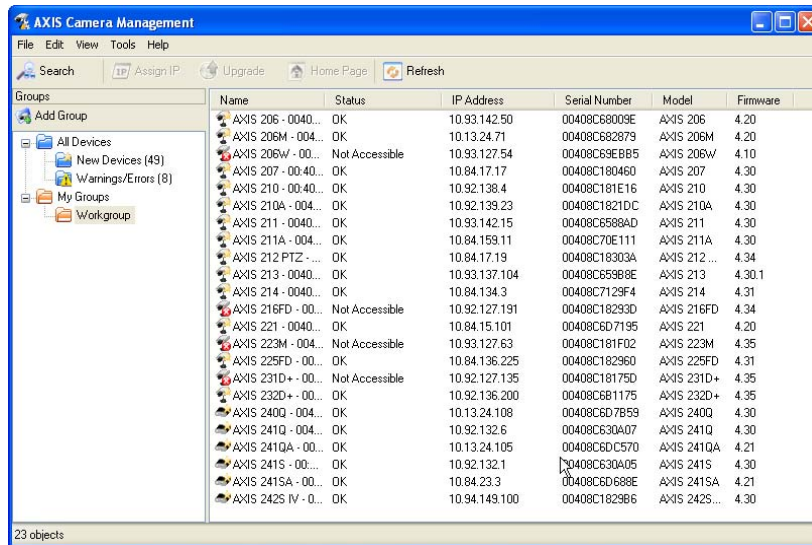 AXIS Camera Management
File Edit View Tools Help
Search Assign IP Upgrade Home Page Refresh
Groups
Add Group
All Devices
New Devices (49)
Warnings/Errors (8)
My Groups
Workgroup
Name Status IP Address Serial Number Model Firmware
AXIS 206 - 0040... OK 10.93.142.50 00408C68009E AXIS 206 4.20
AXIS 206M - 004... OK 10.13.24.71 00408C682879 AXIS 206M 4.20
AXIS 206W - 00... Not Accessible 10.93.127.54 00408C69EBB5 AXIS 206W 4.10
AXIS 207 - 00:40... OK 10.84.17.17 00408C180460 AXIS 207 4.30
AXIS 210 - 00:40... OK 10.92.138.4 00408C181E16 AXIS 210 4.30
AXIS 210A - 004... OK 10.92.139.23 00408C1821DC AXIS 210A 4.30
AXIS 211 - 0040... OK 10.93.142.15 00408C6588AD AXIS 211 4.30
AXIS 211A - 004... OK 10.84.159.11 00408C70E111 AXIS 211A 4.30
AXIS 212 PTZ - ... OK 10.84.17.19 00408C18303A AXIS 212 ... 4.34
AXIS 213 - 0040... OK 10.93.137.104 00408C659B8E AXIS 213 4.30.1
AXIS 214 - 0040... OK 10.84.134.3 00408C7129F4 AXIS 214 4.31
AXIS 216FD - 00... Not Accessible 10.92.127.191 00408C18293D AXIS 216FD 4.34
AXIS 221 - 0040... OK 10.84.15.101 00408C6D7195 AXIS 221 4.20
AXIS 223M - 004... Not Accessible 10.93.127.63 00408C181F02 AXIS 223M 4.35
AXIS 225FD - 00... OK 10.84.136.225 00408C182960 AXIS 225FD 4.31
AXIS 231D+ - 00... Not Accessible 10.92.127.135 00408C18175D AXIS 231D+ 4.35
AXIS 232D+ - 00... OK 10.92.136.200 00408C6B1175 AXIS 232D+ 4.35
AXIS 240Q - 004... OK 10.13.24.108 00408C6D7B59 AXIS 240Q 4.30
AXIS 241Q - 004... OK 10.92.132.6 00408C630A07 AXIS 241Q 4.30
AXIS 241QA - 00... OK 10.13.24.105 00408C6DC570 AXIS 241QA 4.21
AXIS 241S - 00:... OK 10.92.132.1 00408C630A05 AXIS 241S 4.30
AXIS 241SA - 00... OK 10.84.23.3 00408C6D688E AXIS 241SA 4.21
AXIS 242S IV - 0... OK 10.94.149.100 00408C1829B6 AXIS 242S... 4.30
23 objects